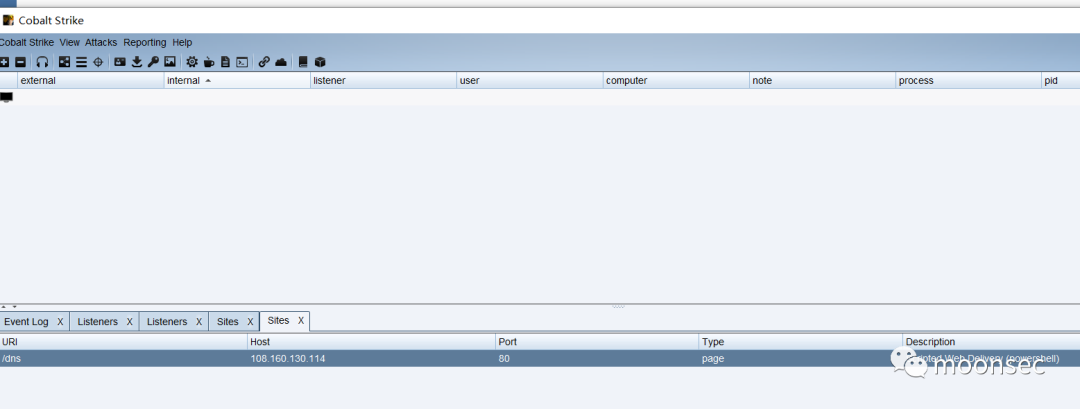 Cobalt Strike
Cobalt Strike View Attacks Reporting Help
external internal listener user computer note process pid
Event Log X Listeners X Listeners X Sites X Sites X
URI Host Port Type Description
/dns 108.160.130.114 80 page Scripted Web Delivery (powershell)
moonsec